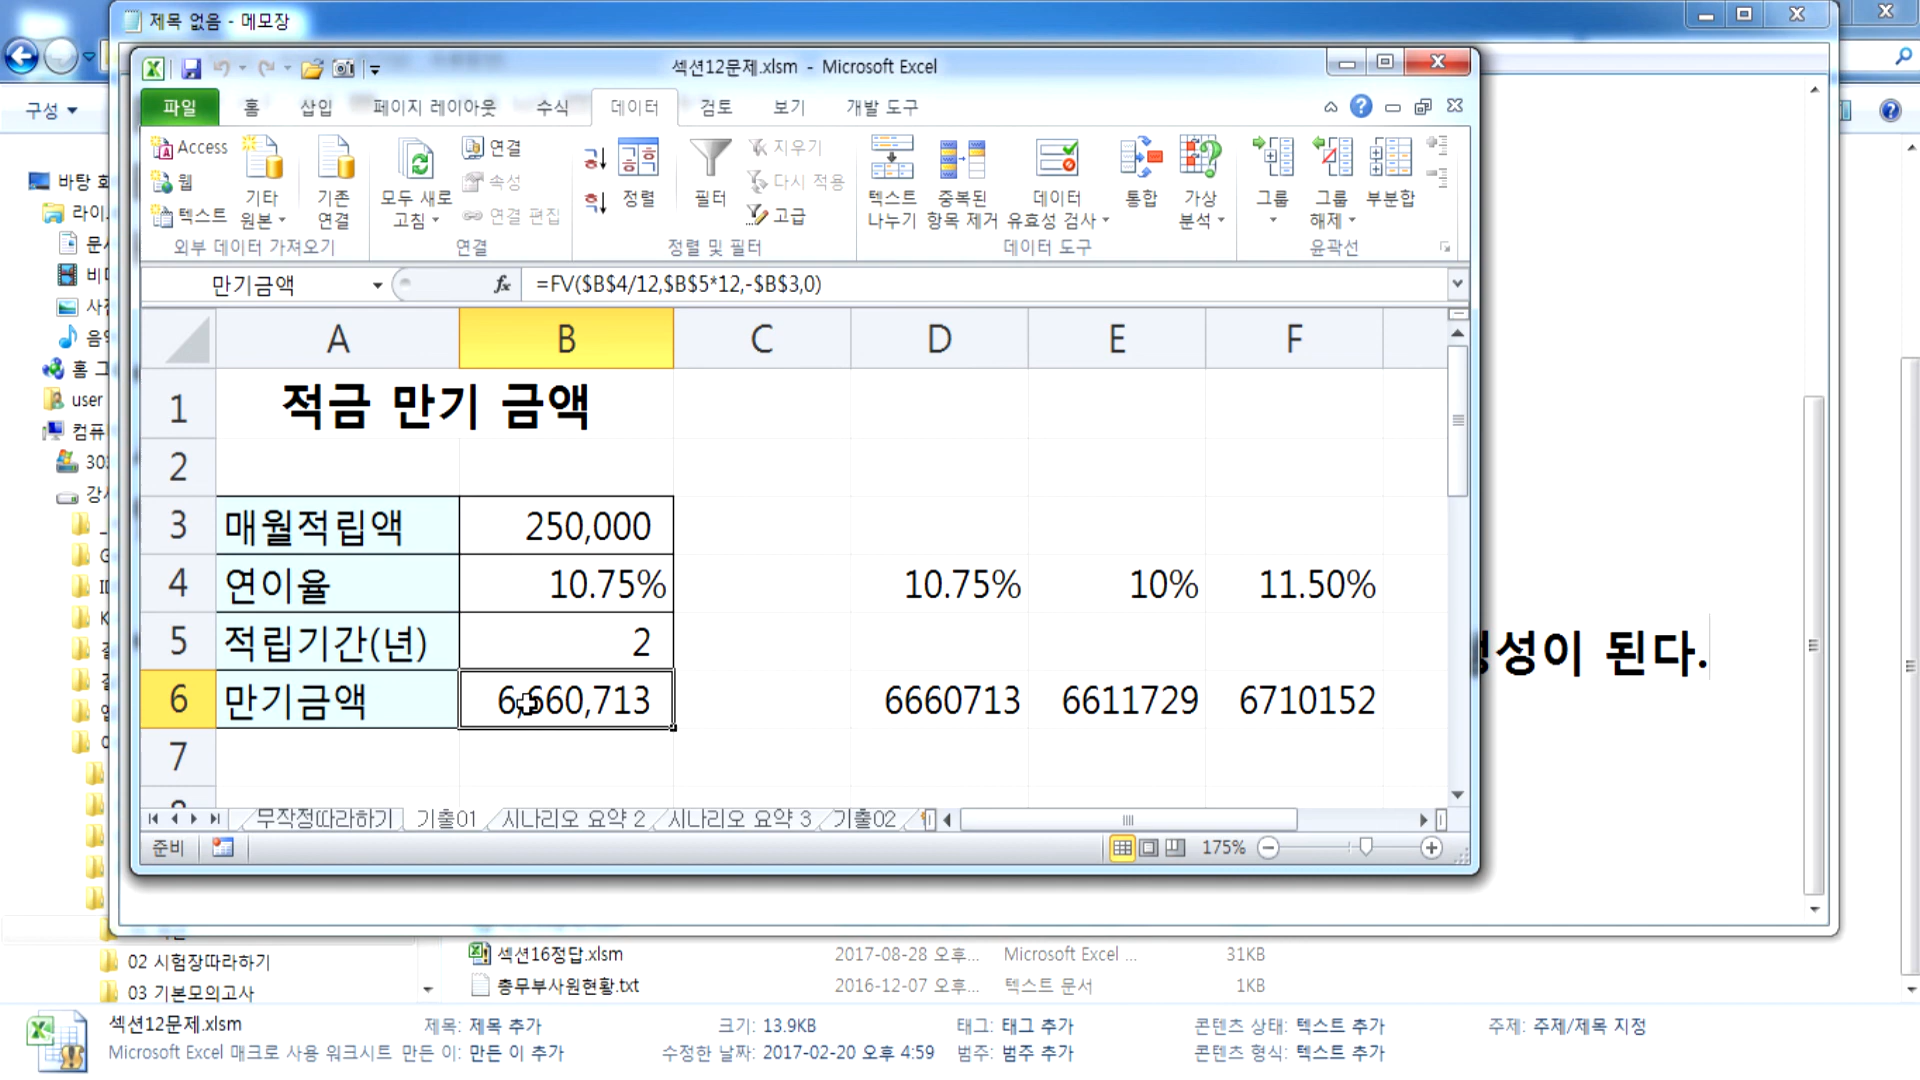 제목 없음 - 메모장
섹션12문제.xlsm - Microsoft Excel
구성
파일 홈 삽입 페이지 레이아웃 수식 데이터 검토 보기 개발 도구
Access
웹
텍스트
기타 원본
기존 연결
외부 데이터 가져오기
모두 새로 고침
연결
속성
연결 편집
연결
정렬
필터
지우기
다시 적용
고급
정렬 및 필터
텍스트 나누기
중복된 항목 제거
데이터 유효성 검사
통합
가상 분석
데이터 도구
그룹
그룹 해제
부분합
윤곽선
만기금액 fx =FV($B$4/12,$B$5*12,-$B$3,0)
A B C D E F
1 적금 만기 금액
2
3 매월적립액 250,000
4 연이율 10.75% 10.75% 10% 11.50%
5 적립기간(년) 2
6 만기금액 6,660,713 6660713 6611729 6710152
7
무작정따라하기 기출01 시나리오 요약 2 시나리오 요약 3 기출02
준비 175%
성이 된다.
바탕 화
라이
user
컴퓨
30
02 시험장따라하기
03 기본모의고사
섹션16정답.xlsm 2017-08-28 오후... Microsoft Excel ... 31KB
총무부사원현황.txt 2016-12-07 오후... 텍스트 문서 1KB
섹션12문제.xlsm 제목: 제목 추가 크기: 13.9KB 태그: 태그 추가 콘텐츠 상태: 텍스트 추가 주제: 주제/제목 지정
Microsoft Excel 매크로 사용 워크시트 만든 이: 만든 이 추가 수정한 날짜: 2017-02-20 오후 4:59 범주: 범주 추가 콘텐츠 형식: 텍스트 추가